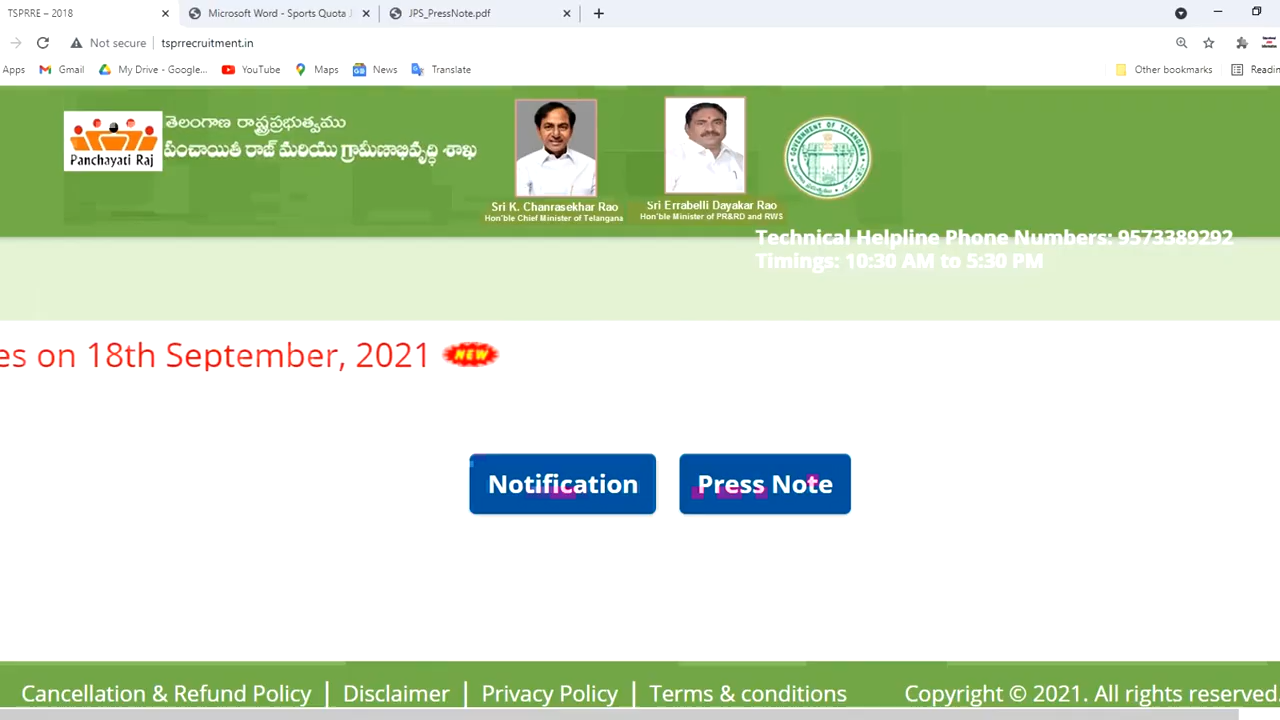 TSPRRE – 2018
Microsoft Word - Sports Quota J
JPS_PressNote.pdf
Not secure
tsprrecruitment.in
Apps
Gmail
My Drive - Google...
YouTube
Maps
News
Translate
Other bookmarks
Readin
Panchayati Raj
తెలంగాణ రాష్ట్రప్రభుత్వము
పంచాయితీ రాజ్ మరియు గ్రామీణాభివృద్ధి శాఖ
Sri K. Chanrasekhar Rao
Hon'ble Chief Minister of Telangana
Sri Errabelli Dayakar Rao
Hon'ble Minister of PR&RD and RWS
GOVERNMENT OF TELANGANA
Technical Helpline Phone Numbers: 9573389292
Timings: 10:30 AM to 5:30 PM
es on 18th September, 2021
NEW
Notification
Press Note
Cancellation & Refund Policy | Disclaimer | Privacy Policy | Terms & conditions
Copyright © 2021. All rights reserved.